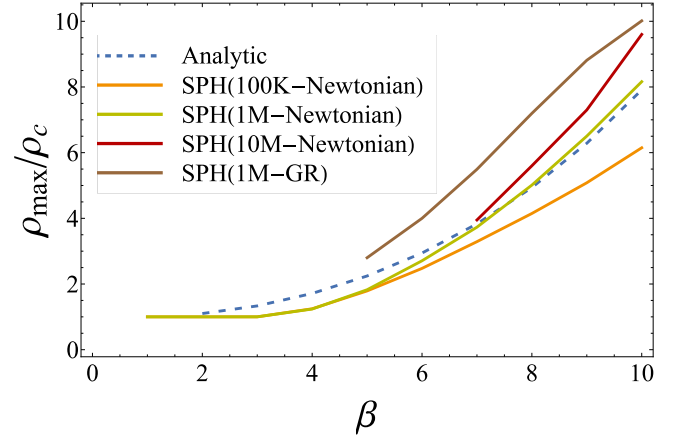 10
8
6
4
2
0
ρmax/ρc
Analytic
SPH(100K−Newtonian)
SPH(1M−Newtonian)
SPH(10M−Newtonian)
SPH(1M−GR)
0 2 4 6 8 10
β